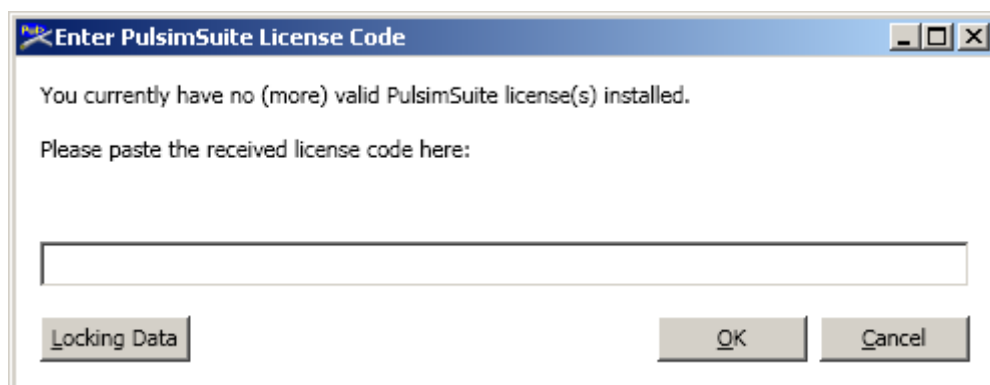 Enter PulsimSuite License Code
You currently have no (more) valid PulsimSuite license(s) installed.
Please paste the received license code here:
Locking Data OK Cancel